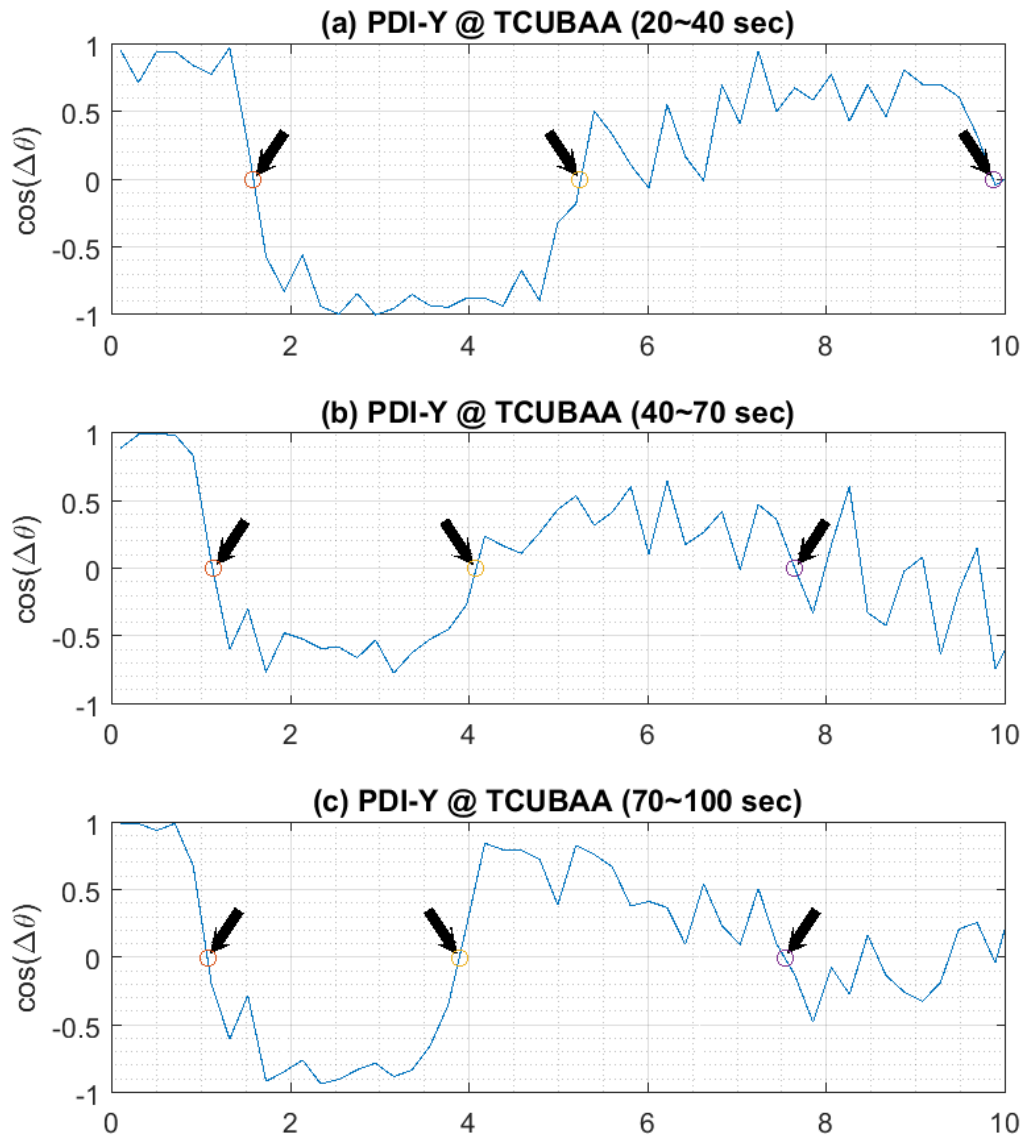 (a) PDI-Y @ TCUBAA (20~40 sec)
1
0.5
0
-0.5
-1
cos(Δθ)
0 2 4 6 8 10
(b) PDI-Y @ TCUBAA (40~70 sec)
1
0.5
0
-0.5
-1
cos(Δθ)
0 2 4 6 8 10
(c) PDI-Y @ TCUBAA (70~100 sec)
1
0.5
0
-0.5
-1
cos(Δθ)
0 2 4 6 8 10